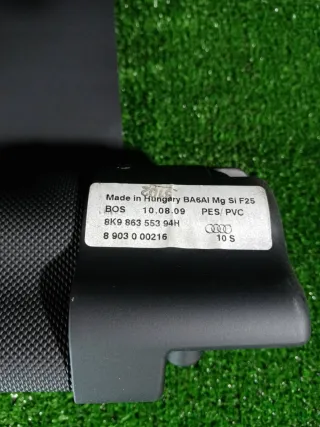 Made in Hungary BA6Al Mg Si F25
BOS 10.08.09 PES/ PVC
8K9 863 553 94H
8 903 0 00216 10 S